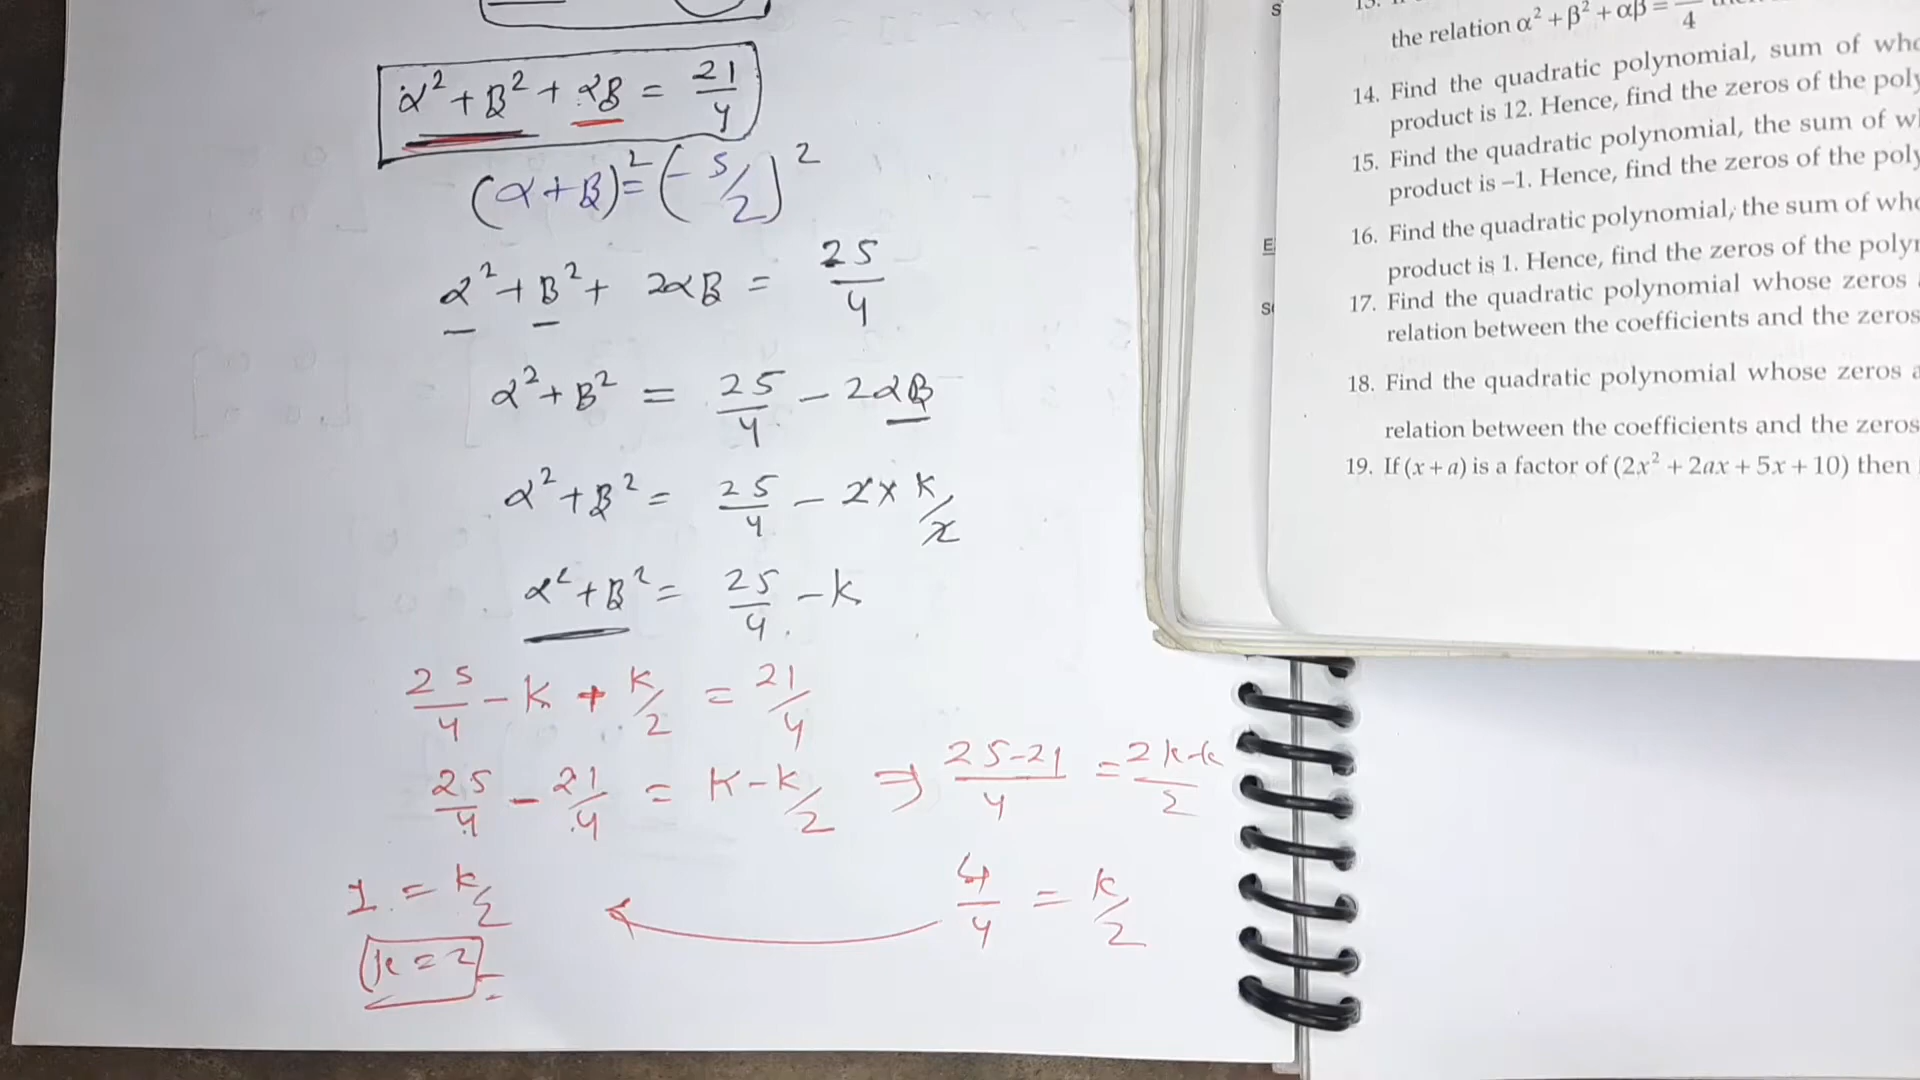 α² + β² + αβ = 21/4
(α+β)² = (-5/2)²
α² + β² + 2αβ = 25/4
α² + β² = 25/4 - 2αβ
α² + β² = 25/4 - 2 × k/2
α² + β² = 25/4 - k
25/4 - k + k/2 = 21/4
25/4 - 21/4 = k - k/2 ⇒ (25-21)/4 = (2k-k)/2
4/4 = k/2
1 = k/2
k = 2
the relation α² + β² + αβ = /4
14. Find the quadratic polynomial, sum of
product is 12. Hence, find the zeros of the
15. Find the quadratic polynomial, the sum of
product is –1. Hence, find the zeros of the
16. Find the quadratic polynomial, the sum of
product is 1. Hence, find the zeros of the
17. Find the quadratic polynomial whose zeros
relation between the coefficients and the zeros
18. Find the quadratic polynomial whose zeros
relation between the coefficients and the zeros
19. If (x + a) is a factor of (2x² + 2ax + 5x + 10) then